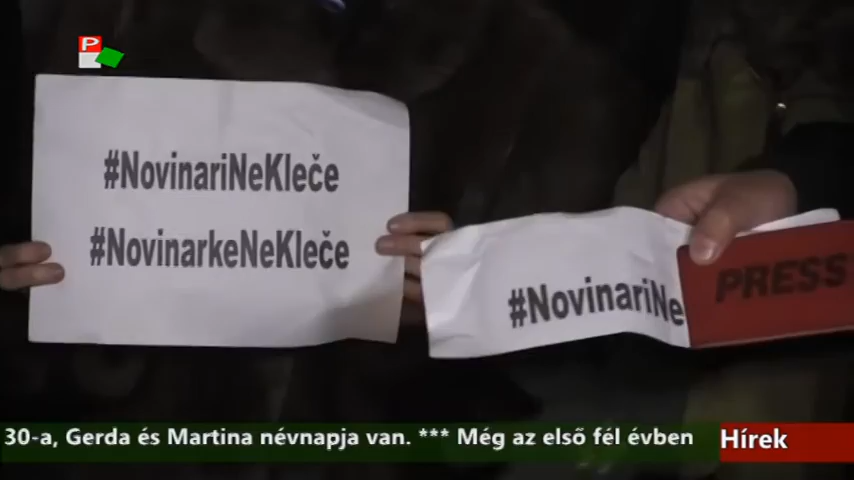 P
#NovinariNeKleče
#NovinarkeNeKleče
#NovinariNe
PRESS
30-a, Gerda és Martina névnapja van. *** Még az első fél évben
Hírek